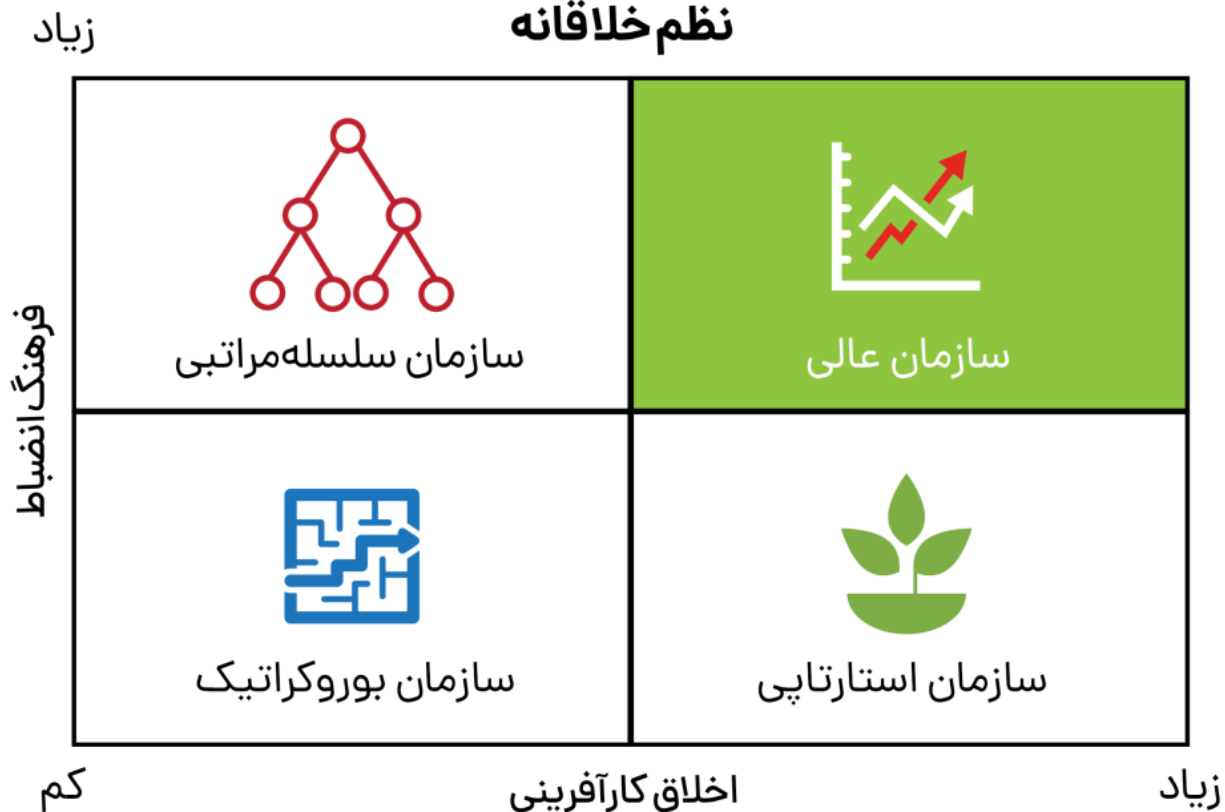 نظم خلاقانه
زیاد
سازمان عالی
سازمان سلسله‌مراتبی
فرهنگ انضباط
سازمان استارتاپی
سازمان بوروکراتیک
زیاد
اخلاق کارآفرینی
کم